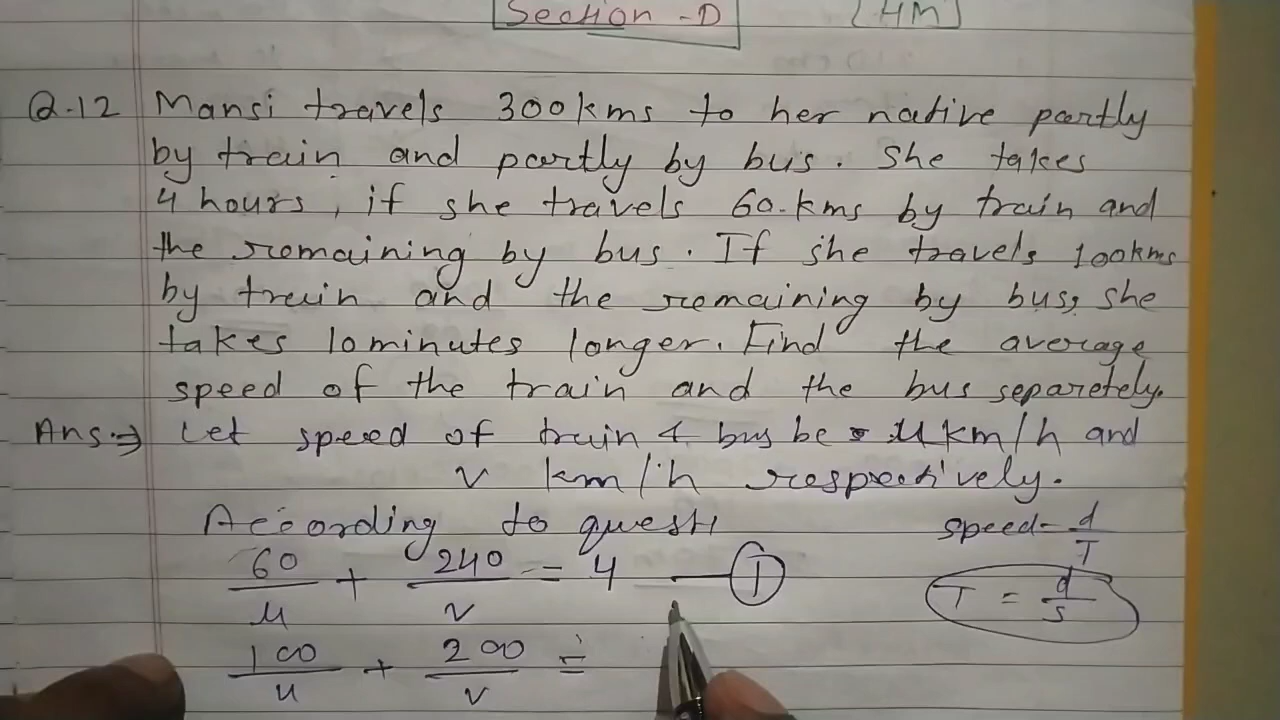 Section - D [4M]
Q.12 Mansi travels 300kms to her native partly
by train and partly by bus. She takes
4 hours, if she travels 60.kms by train and
the remaining by bus. If she travels 100kms
by train and the remaining by bus, she
takes 10minutes longer. Find the average
speed of the train and the bus separetely.
Ans.⇒ Let speed of train & bus be u km/h and
v km/h respectively.
According to questi
speed = d/T
60/u + 240/v = 4 — ①
T = d/s
100/u + 200/v =